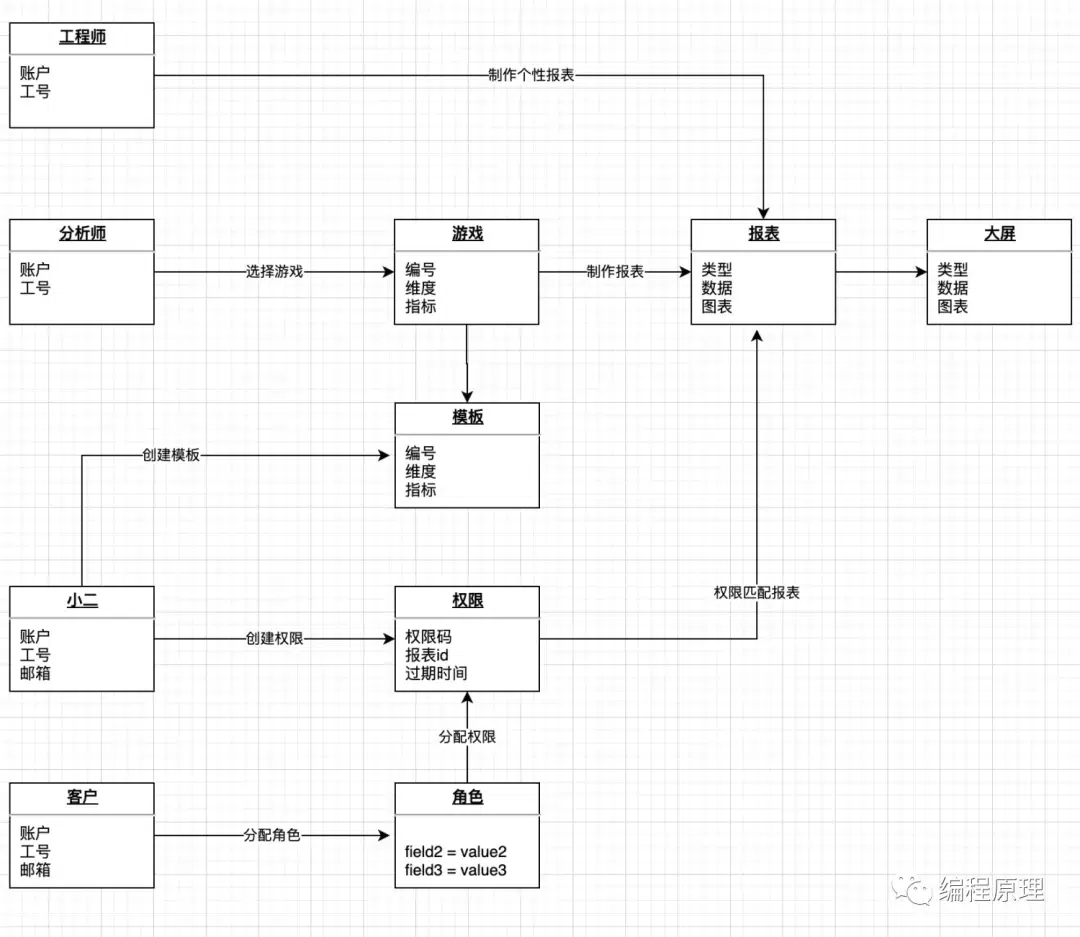 工程师
账户
工号
制作个性报表
分析师
账户
工号
选择游戏
游戏
编号
维度
指标
制作报表
报表
类型
数据
图表
大屏
类型
数据
图表
模板
编号
维度
指标
创建模板
小二
账户
工号
邮箱
创建权限
权限
权限码
报表id
过期时间
权限匹配报表
分配权限
客户
账户
工号
邮箱
分配角色
角色
field2 = value2
field3 = value3
编程原理